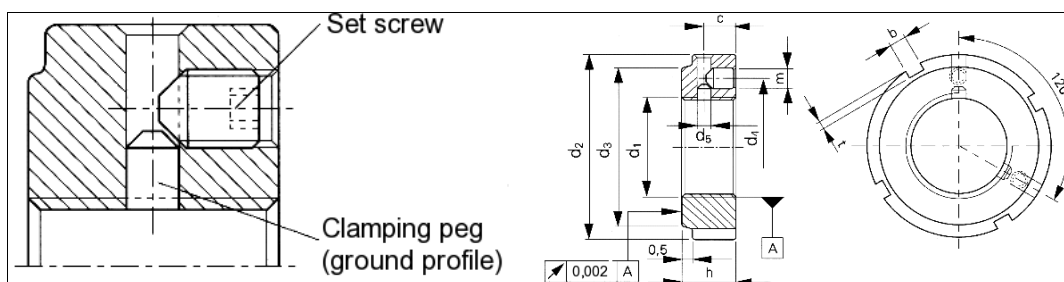 Set screw
Clamping peg
(ground profile)
c
b
120°
m
d2
d3
d1
d5
d4
t
A
0,5
h
0,002 A